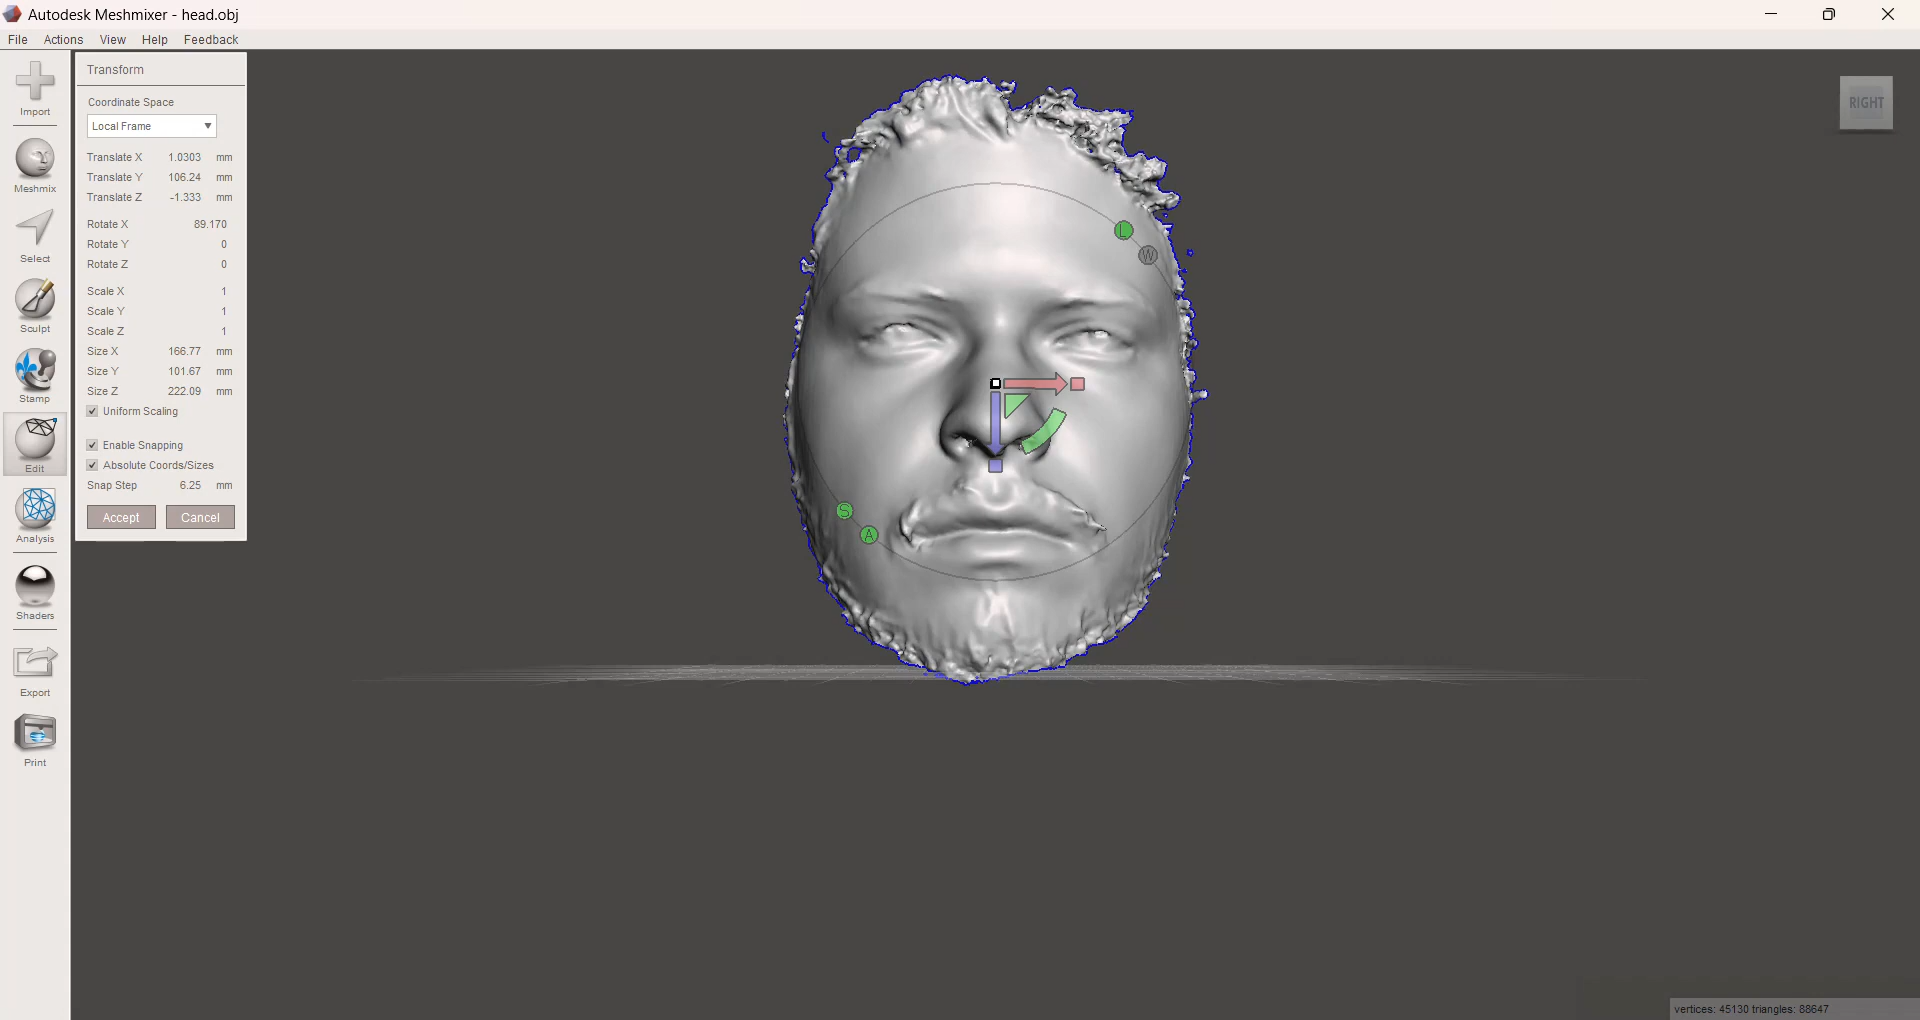 Autodesk Meshmixer - head.obj
File Actions View Help Feedback
Import
Meshmix
Select
Sculpt
Stamp
Edit
Analysis
Shaders
Export
Print
Transform
Coordinate Space
Local Frame
Translate X 1.0303 mm
Translate Y 106.24 mm
Translate Z -1.333 mm
Rotate X 89.170
Rotate Y 0
Rotate Z 0
Scale X 1
Scale Y 1
Scale Z 1
Size X 166.77 mm
Size Y 101.67 mm
Size Z 222.09 mm
Uniform Scaling
Enable Snapping
Absolute Coords/Sizes
Snap Step 6.25 mm
Accept Cancel
RIGHT
L
W
S
A
vertices: 45130 triangles: 88647